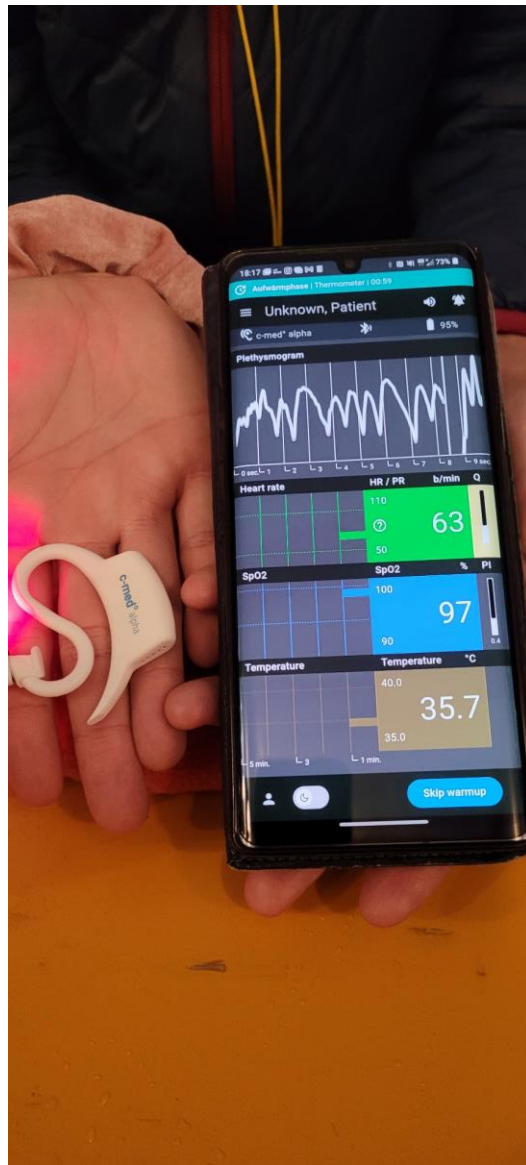 18:17 73%
Aufwärmphase | Thermometer | 00:59
Unknown, Patient
c-med° alpha 95%
Plethysmogram
0 sec. 1 2 3 4 5 6 7 8 9 sec
Heart rate HR / PR b/min Q
110
63
50
SpO2 SpO2 % PI
100
97
90 0.4
Temperature Temperature °C
40.0
35.7
35.0
5 min. 3 1 min.
Skip warmup
c-med° alpha